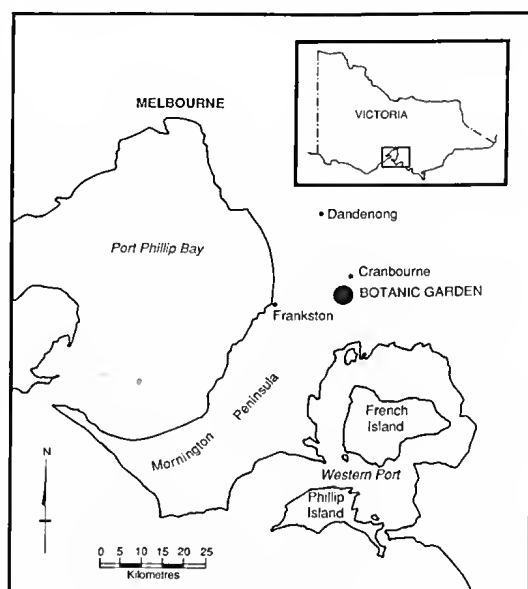 MELBOURNE
VICTORIA
Dandenong
Port Phillip Bay
Cranbourne
BOTANIC GARDEN
Frankston
Mornington Peninsula
French
Island
Western Port
Phillip
Island
N
0 5 10 15 20 25
Kilometres